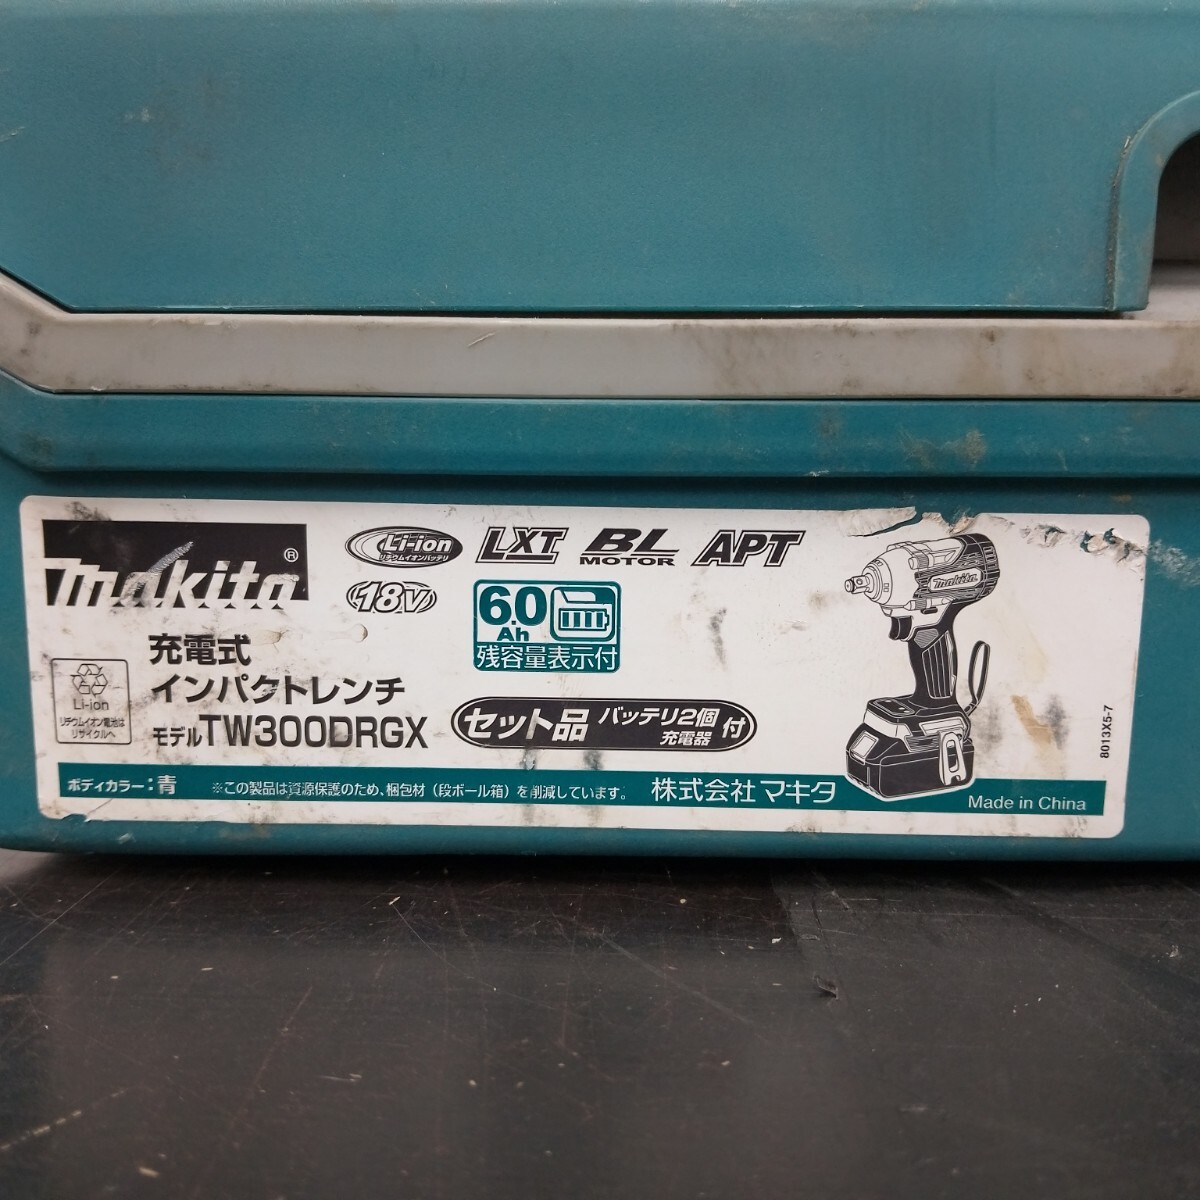 makita®
Li-ion
リチウムイオンバッテリ
LXT
BL
MOTOR
APT
18V
6.0
Ah
残容量表示付
充電式
インパクトレンチ
モデルTW300DRGX
Li-ion
リチウムイオン電池は
リサイクルへ
セット品 バッテリ2個 充電器 付
makita
8013X5-7
ボディカラー:青 ※この製品は資源保護のため、梱包材(段ボール箱)を削減しています。 株式会社 マキタ
Made in China